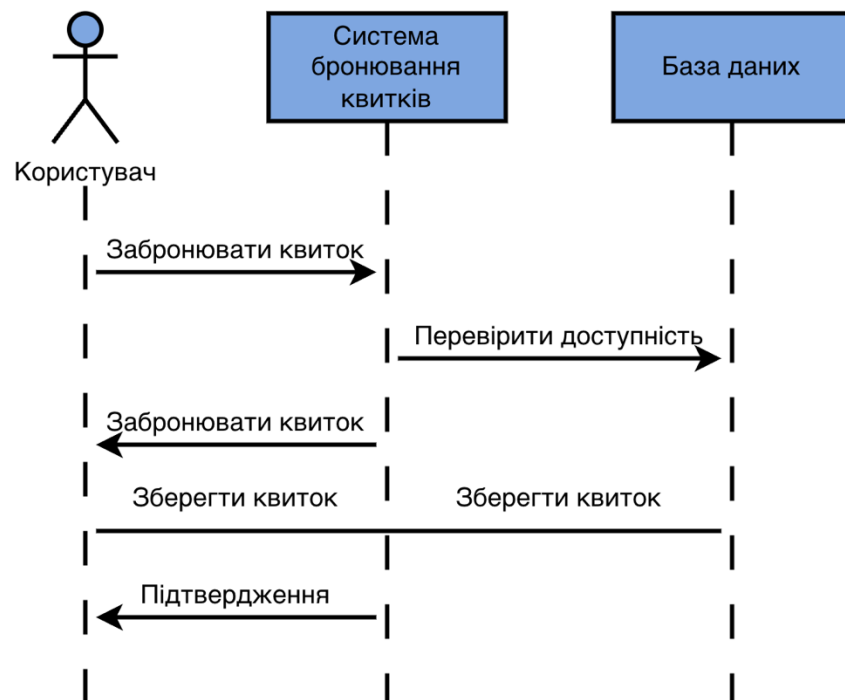 Система
бронювання
квитків
База даних
Користувач
Забронювати квиток
Перевірити доступність
Забронювати квиток
Зберегти квиток
Зберегти квиток
Підтвердження